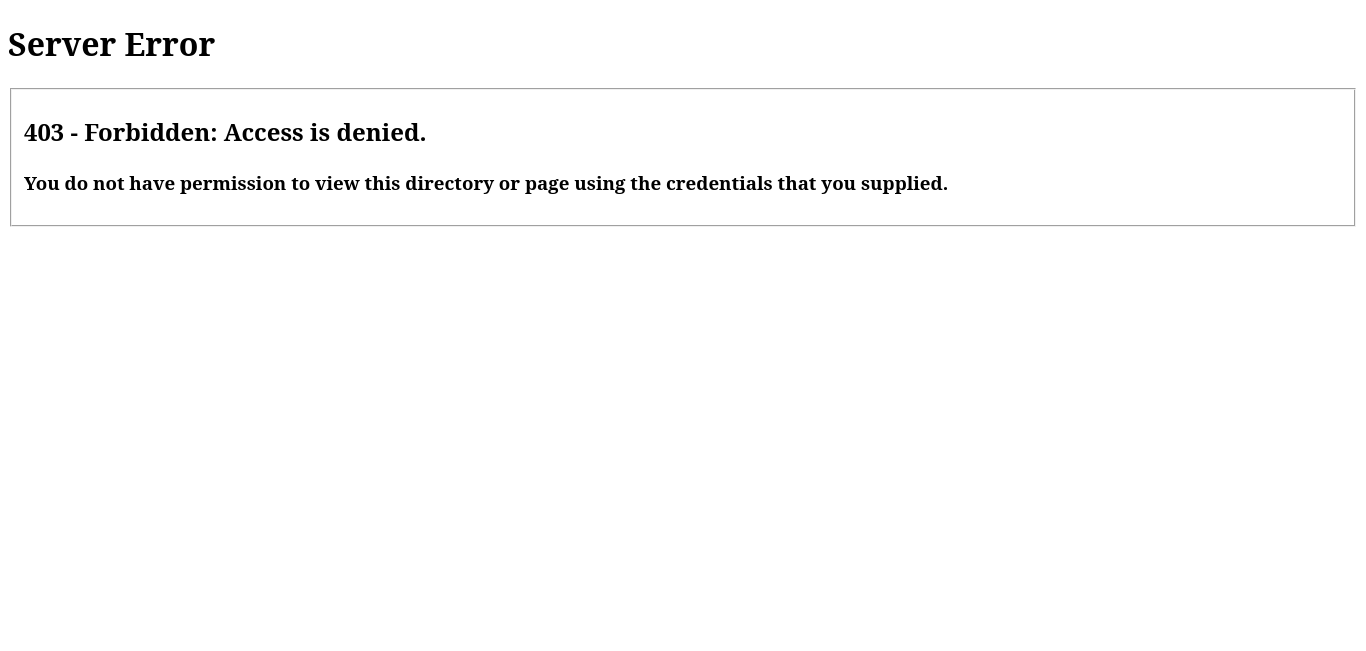 Server Error
403 - Forbidden: Access is denied.
You do not have permission to view this directory or page using the credentials that you supplied.